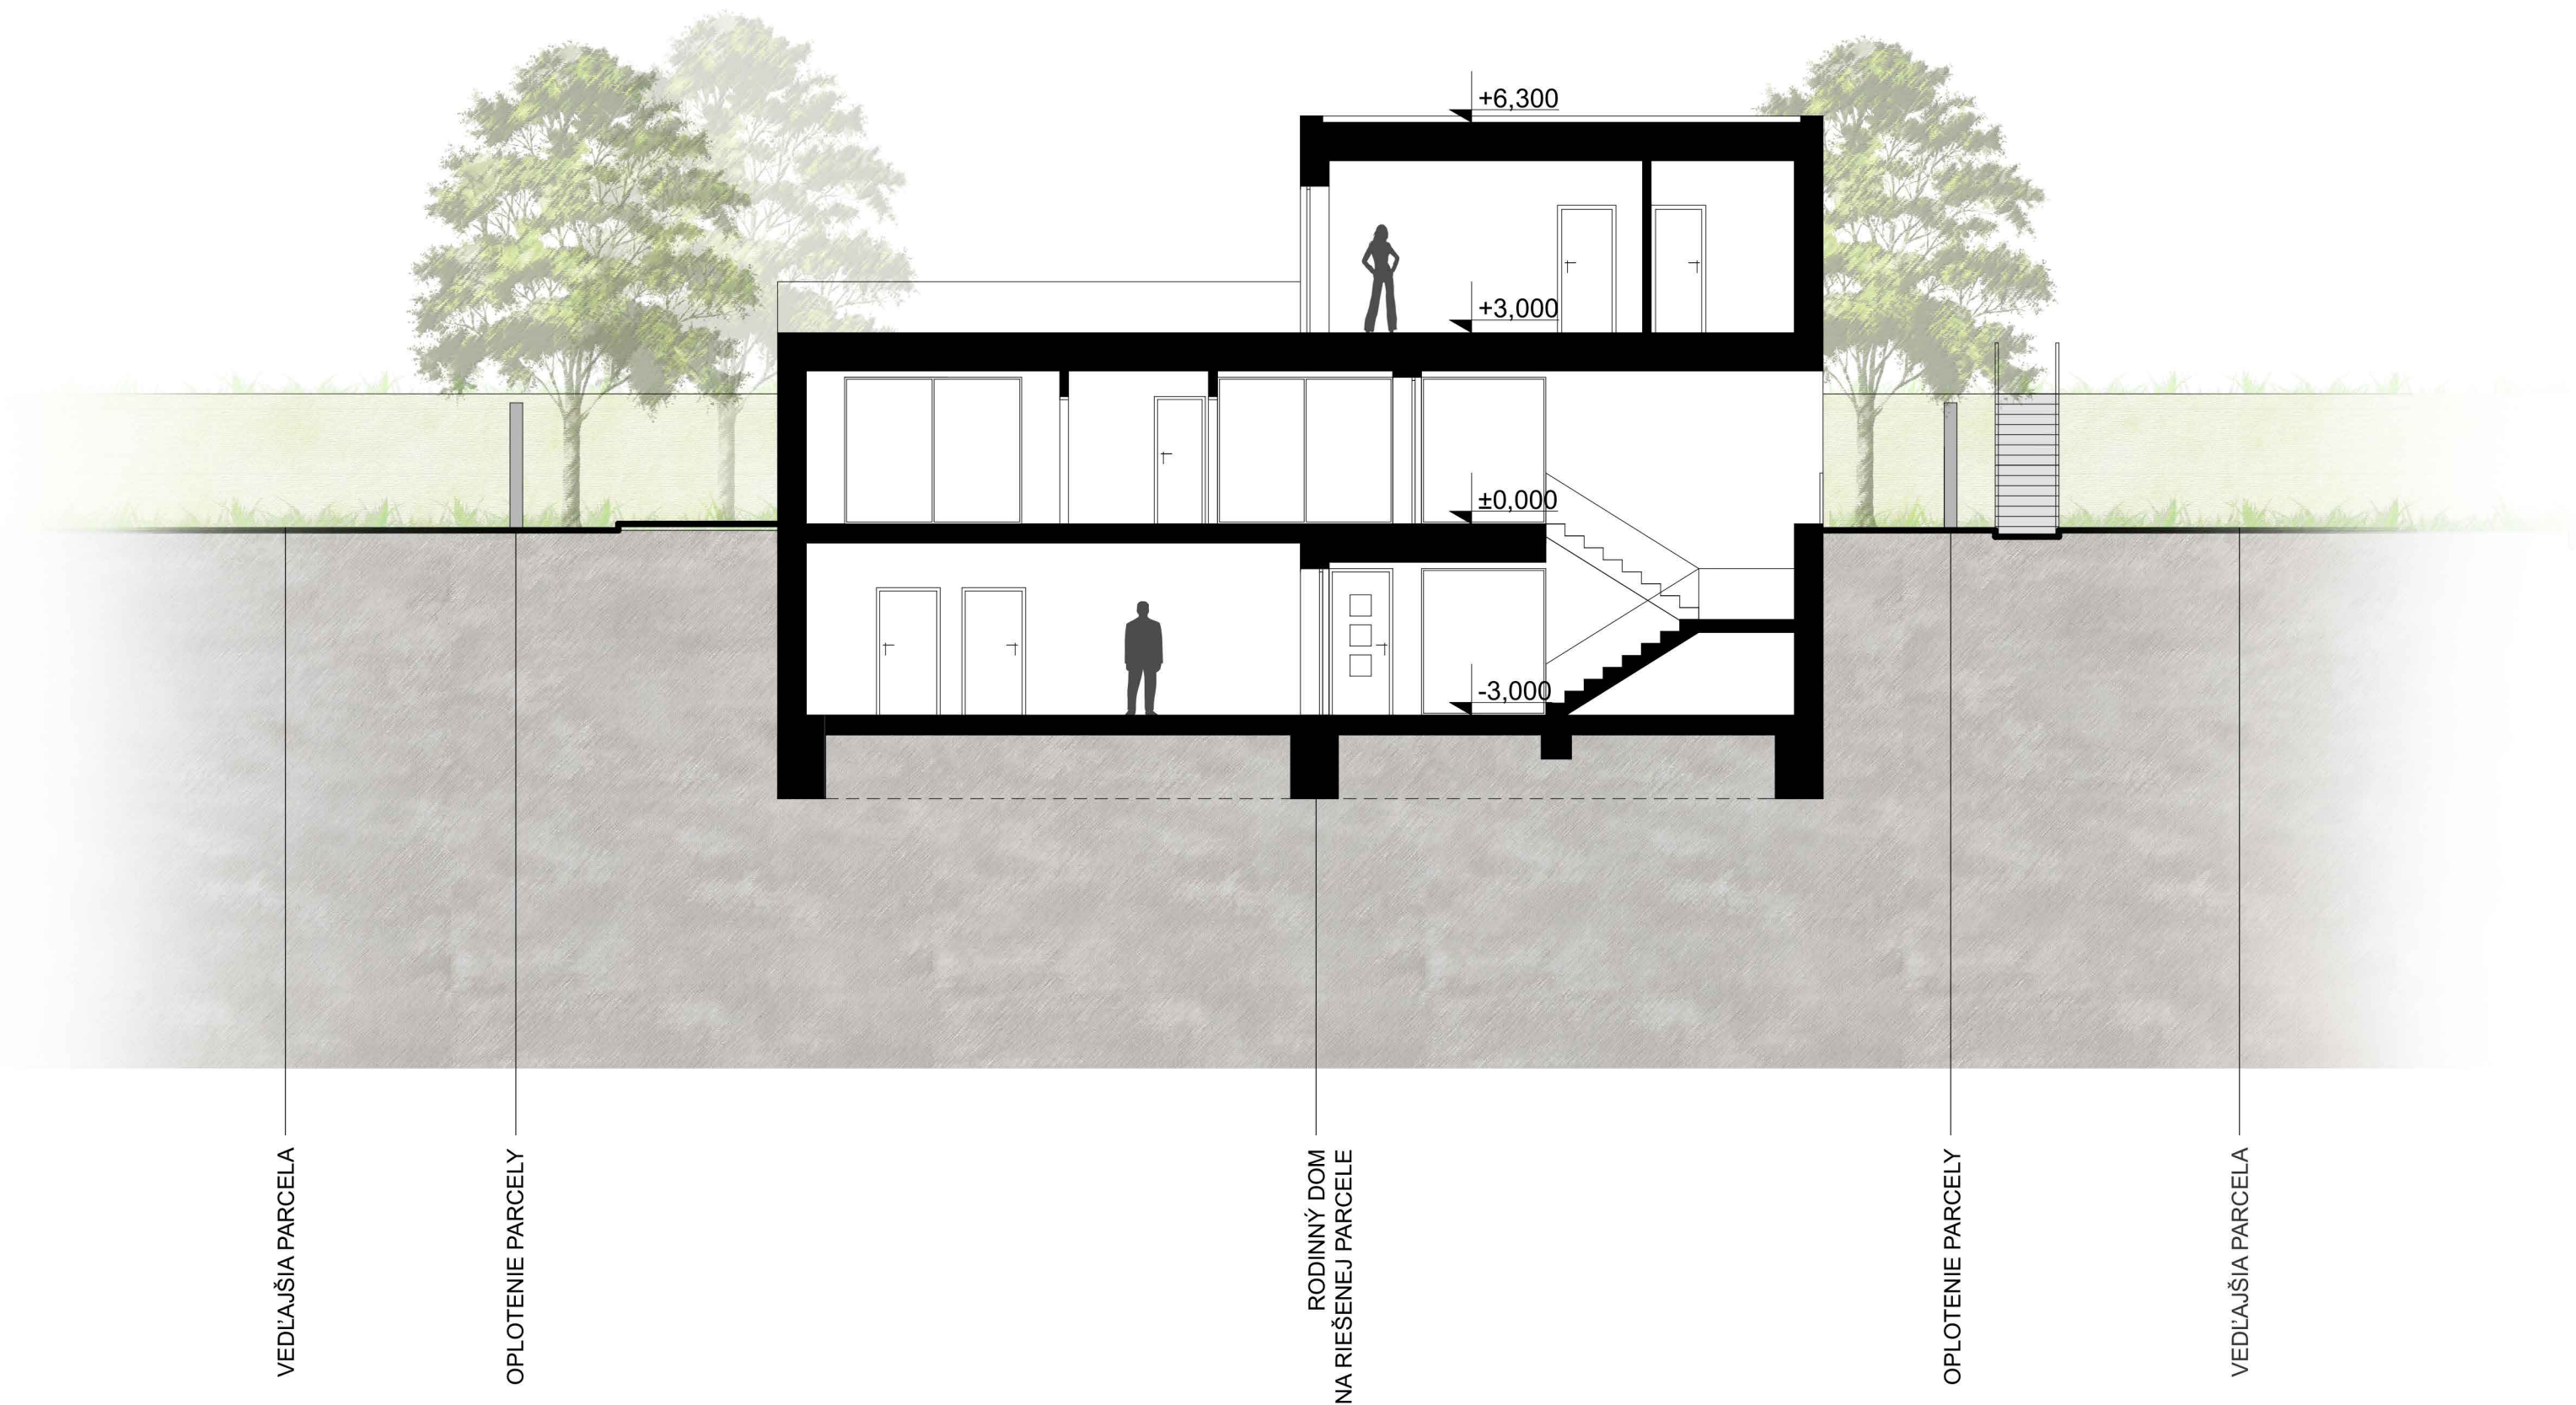 +6,300
+3,000
±0,000
-3,000
VEDĽAJŠIA PARCELA
OPLOTENIE PARCELY
RODINNÝ DOM
NA RIEŠENEJ PARCELE
OPLOTENIE PARCELY
VEDĽAJŠIA PARCELA